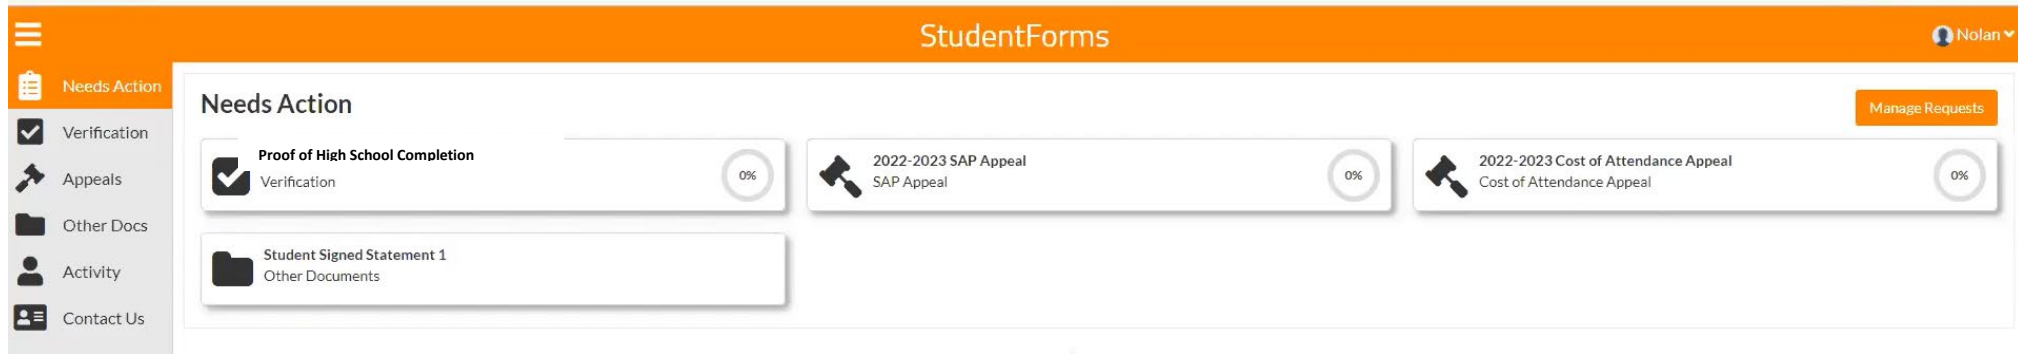 StudentForms
Nolan
Needs Action
Verification
Appeals
Other Docs
Activity
Contact Us
Needs Action
Manage Requests
Proof of High School Completion
Verification
0%
2022-2023 SAP Appeal
SAP Appeal
0%
2022-2023 Cost of Attendance Appeal
Cost of Attendance Appeal
0%
Student Signed Statement 1
Other Documents